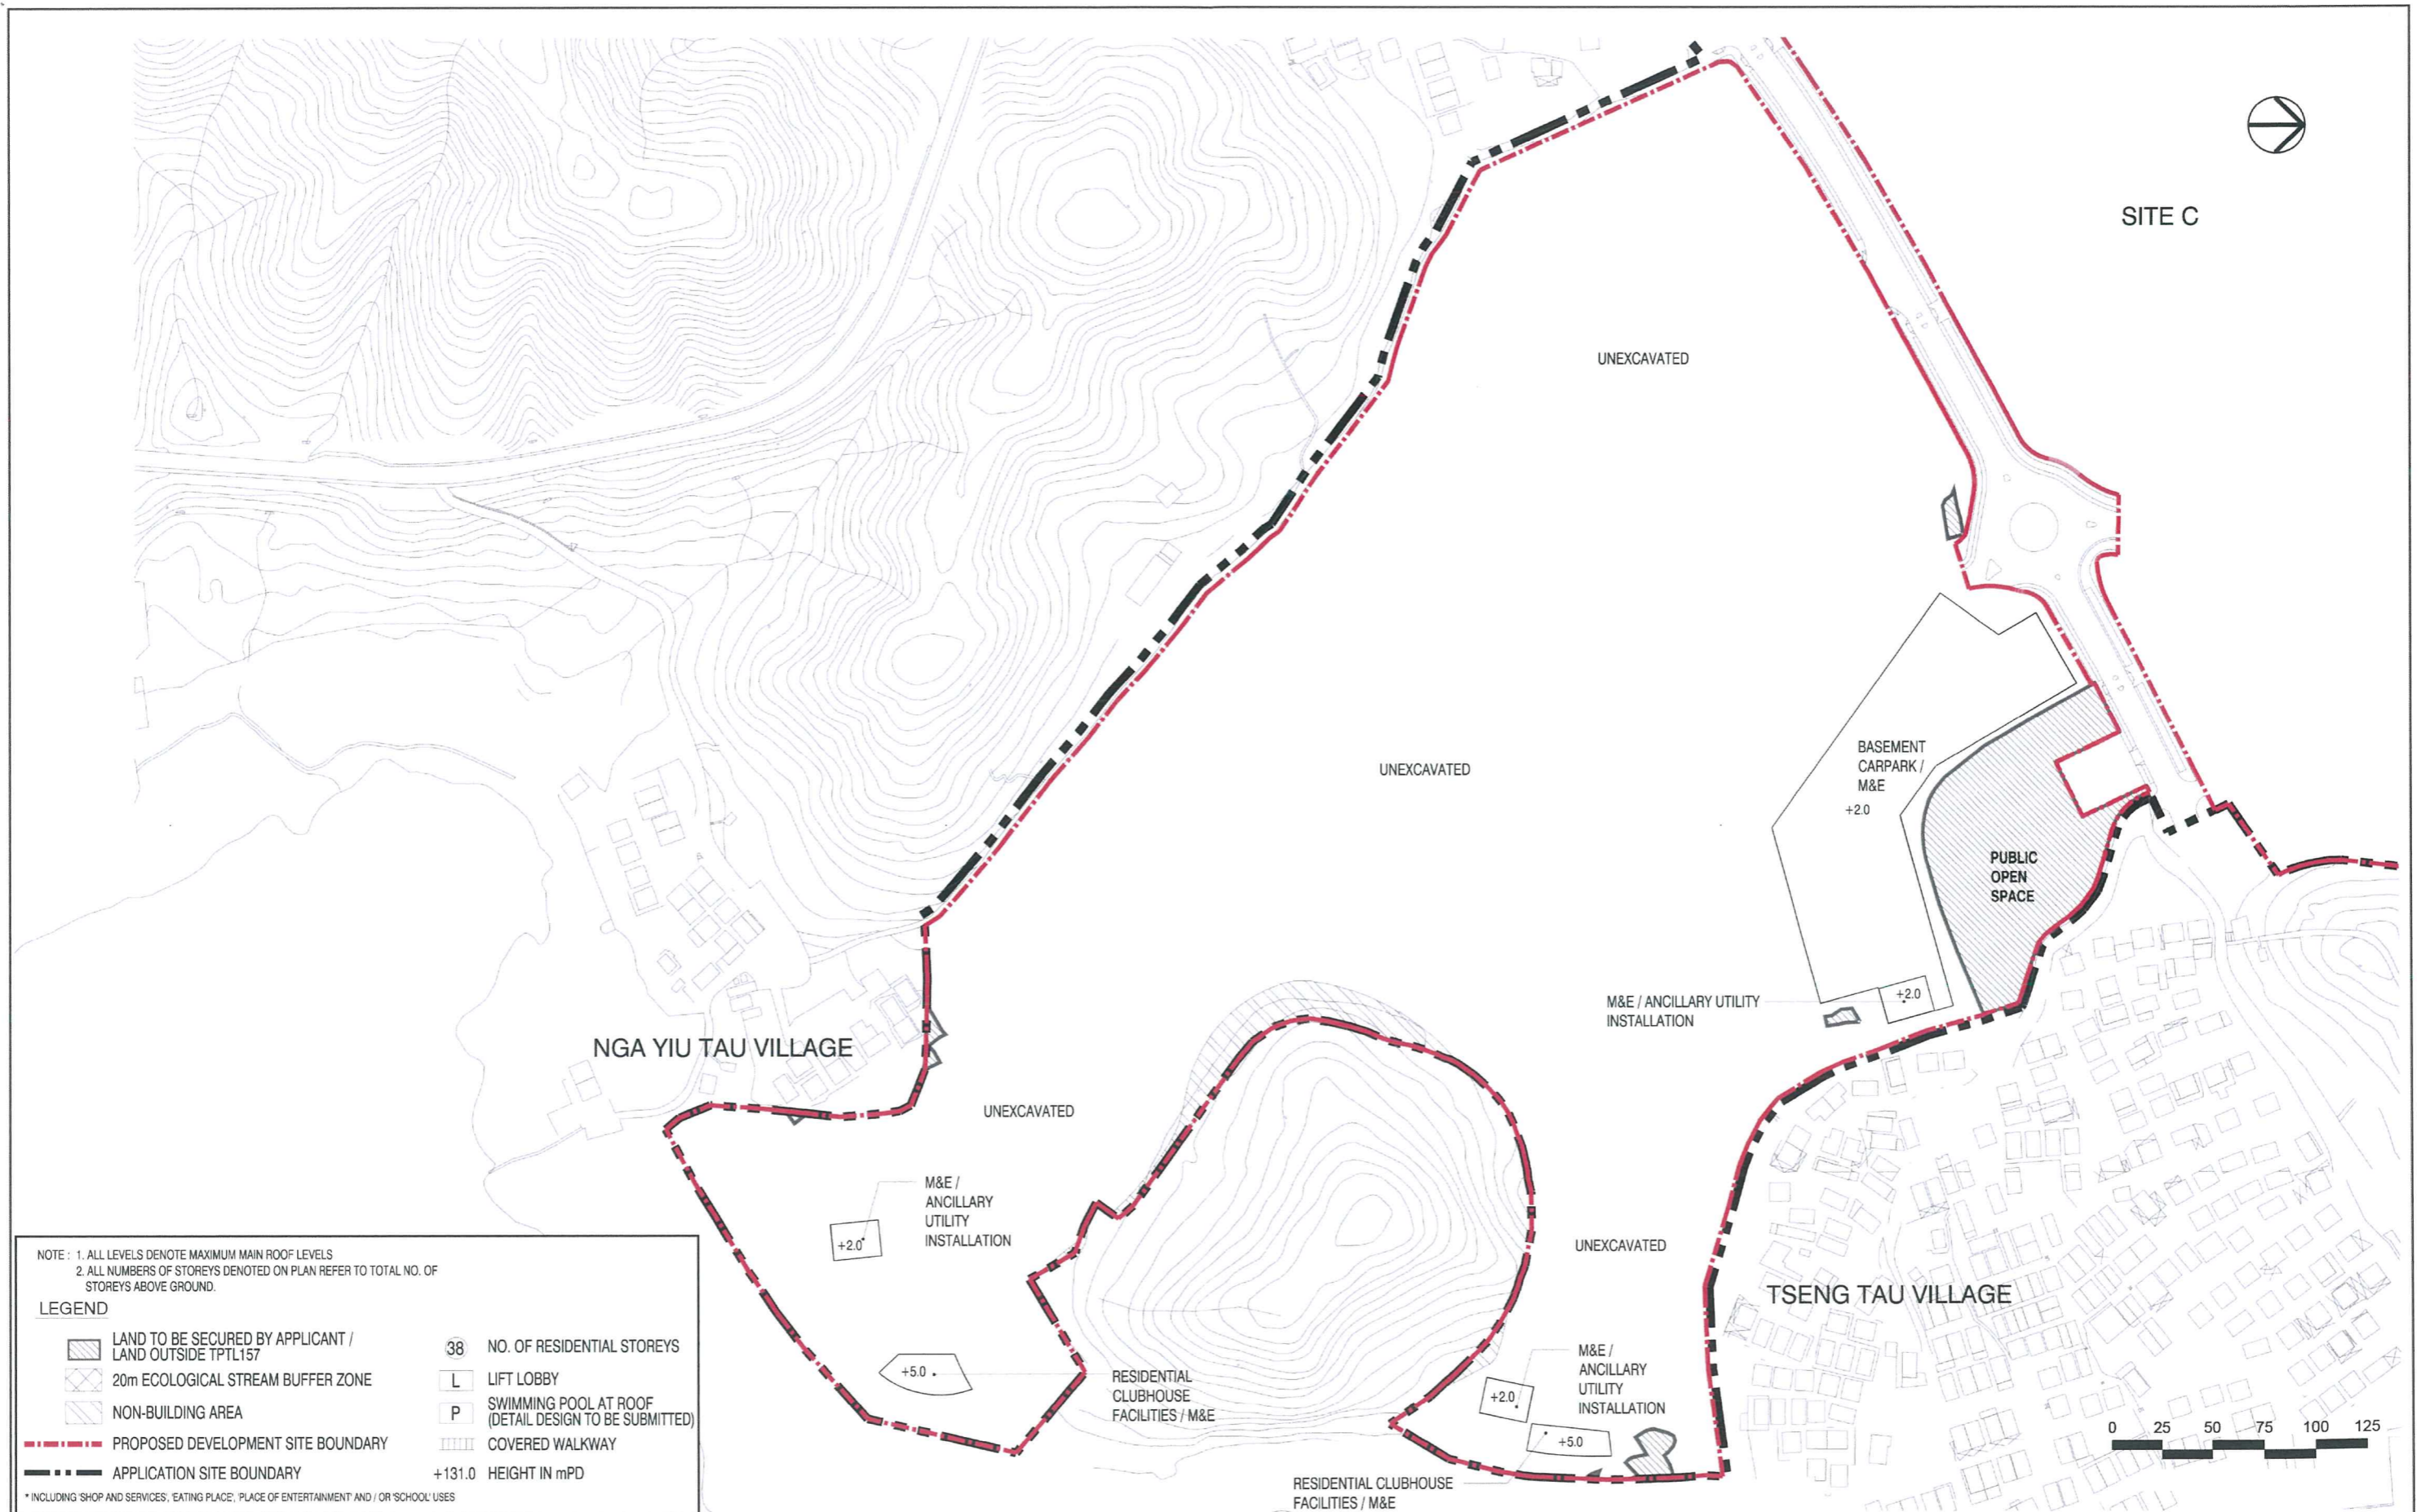 SITE C
UNEXCAVATED
UNEXCAVATED
BASEMENT
CARPARK /
M&E
+2.0
PUBLIC
OPEN
SPACE
M&E / ANCILLARY UTILITY
INSTALLATION
+2.0
NGA YIU TAU VILLAGE
UNEXCAVATED
M&E /
ANCILLARY
UTILITY
INSTALLATION
+2.0
UNEXCAVATED
TSENG TAU VILLAGE
+5.0
RESIDENTIAL
CLUBHOUSE
FACILITIES / M&E
M&E /
ANCILLARY
UTILITY
INSTALLATION
+2.0
+5.0
RESIDENTIAL CLUBHOUSE
FACILITIES / M&E
0 25 50 75 100 125
NOTE : 1. ALL LEVELS DENOTE MAXIMUM MAIN ROOF LEVELS
2. ALL NUMBERS OF STOREYS DENOTED ON PLAN REFER TO TOTAL NO. OF
STOREYS ABOVE GROUND.
LEGEND
LAND TO BE SECURED BY APPLICANT /
LAND OUTSIDE TPTL157
20m ECOLOGICAL STREAM BUFFER ZONE
NON-BUILDING AREA
PROPOSED DEVELOPMENT SITE BOUNDARY
APPLICATION SITE BOUNDARY
38 NO. OF RESIDENTIAL STOREYS
L LIFT LOBBY
P SWIMMING POOL AT ROOF
(DETAIL DESIGN TO BE SUBMITTED)
COVERED WALKWAY
+131.0 HEIGHT IN mPD
* INCLUDING 'SHOP AND SERVICES', 'EATING PLACE', 'PLACE OF ENTERTAINMENT' AND / OR 'SCHOOL' USES